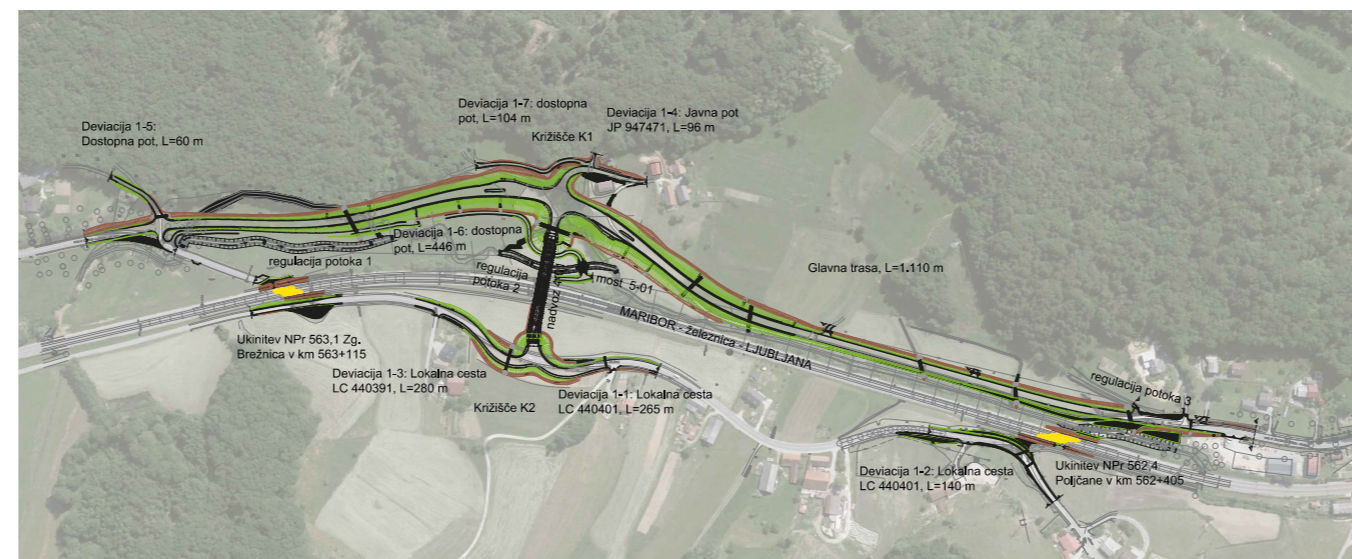 Deviacija 1-7: dostopna
pot, L=104 m
Deviacija 1-4: Javna pot
JP 947471, L=96 m
Križišče K1
Deviacija 1-5:
Dostopna pot, L=60 m
Deviacija 1-6: dostopna
pot, L=446 m
regulacija potoka 1
regulacija
potoka 2
most 5-01
nadvoz
Glavna trasa, L=1.110 m
MARIBOR - železnica - LJUBLJANA
Ukinitev NPr 563,1 Zg.
Brežnica v km 563+115
Deviacija 1-3: Lokalna cesta
LC 440391, L=280 m
Križišče K2
Deviacija 1-1: Lokalna cesta
LC 440401, L=265 m
regulacija potoka 3
Deviacija 1-2: Lokalna cesta
LC 440401, L=140 m
Ukinitev NPr 562,4
Poljčane v km 562+405